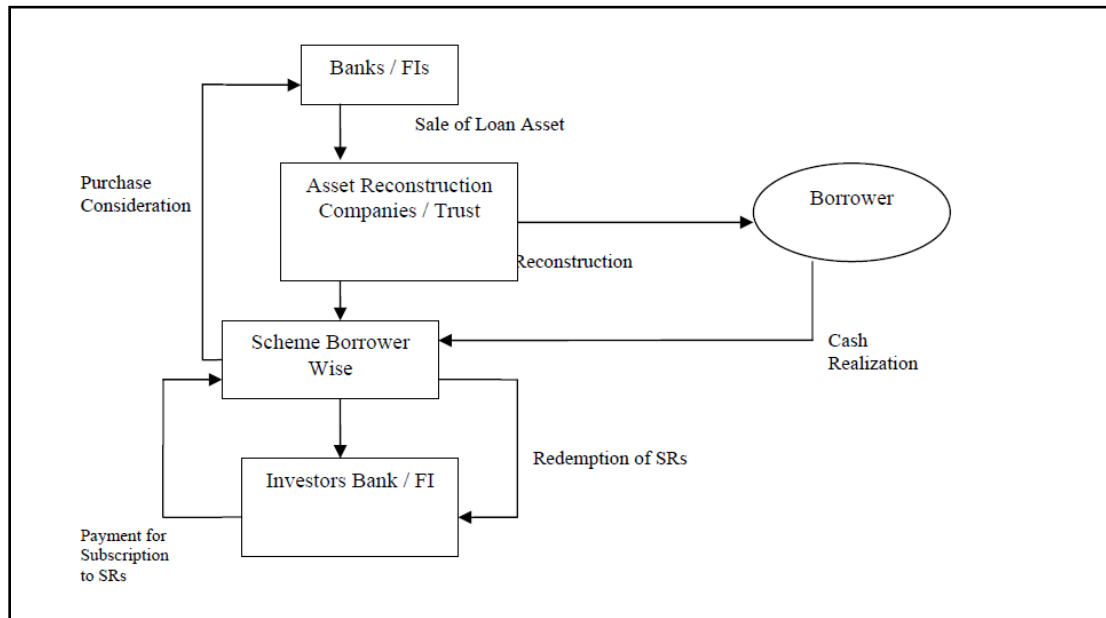 Banks / FIs
Sale of Loan Asset
Purchase
Consideration
Asset Reconstruction
Companies / Trust
Borrower
Reconstruction
Scheme Borrower
Wise
Cash
Realization
Redemption of SRs
Investors Bank / FI
Payment for
Subscription
to SRs